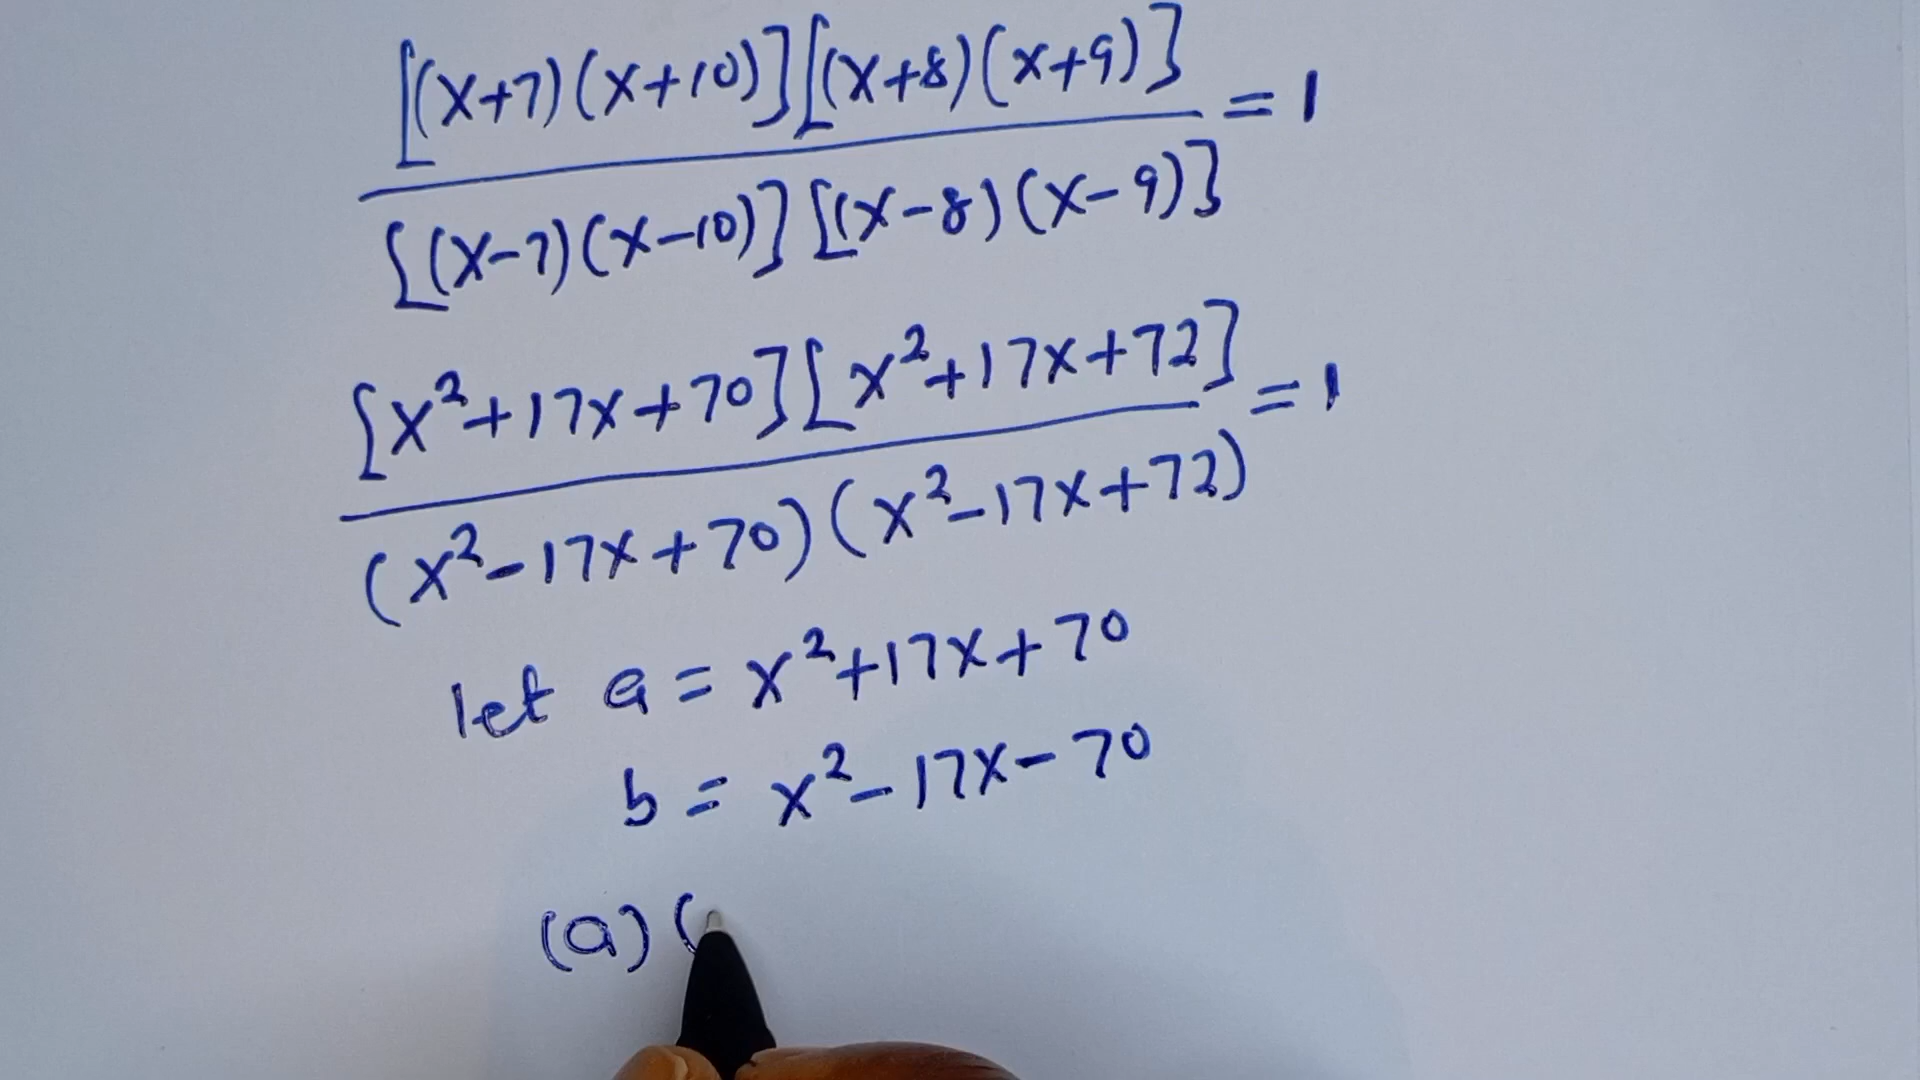 [(x+7)(x+10)][(x+8)(x+9)]
= 1
[(x-7)(x-10)][(x-8)(x-9)]
[x²+17x+70][x²+17x+72]
= 1
(x²-17x+70)(x²-17x+72)
let a = x²+17x+70
b = x²-17x-70
(a)(